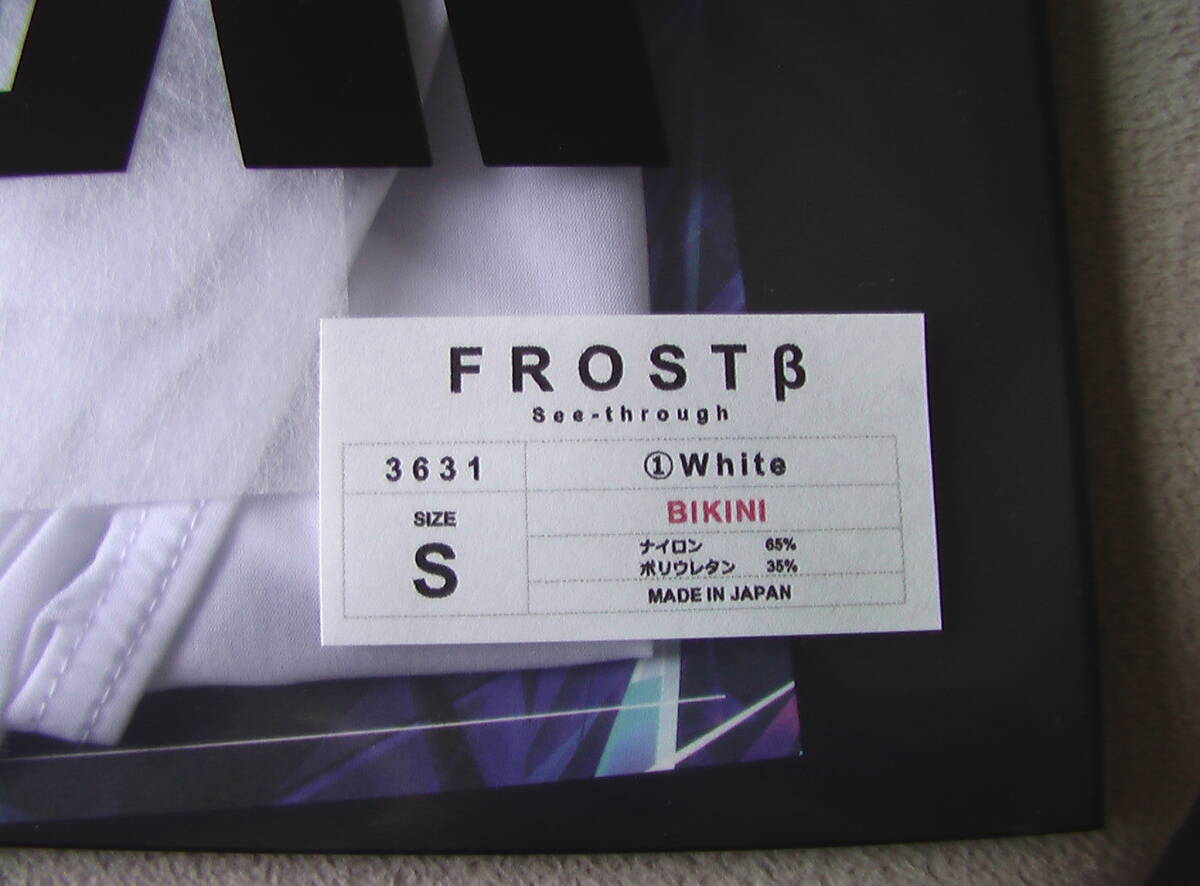 FROSTβ
See-through
3631
①White
SIZE
S
BIKINI
ナイロン 65%
ポリウレタン 35%
MADE IN JAPAN